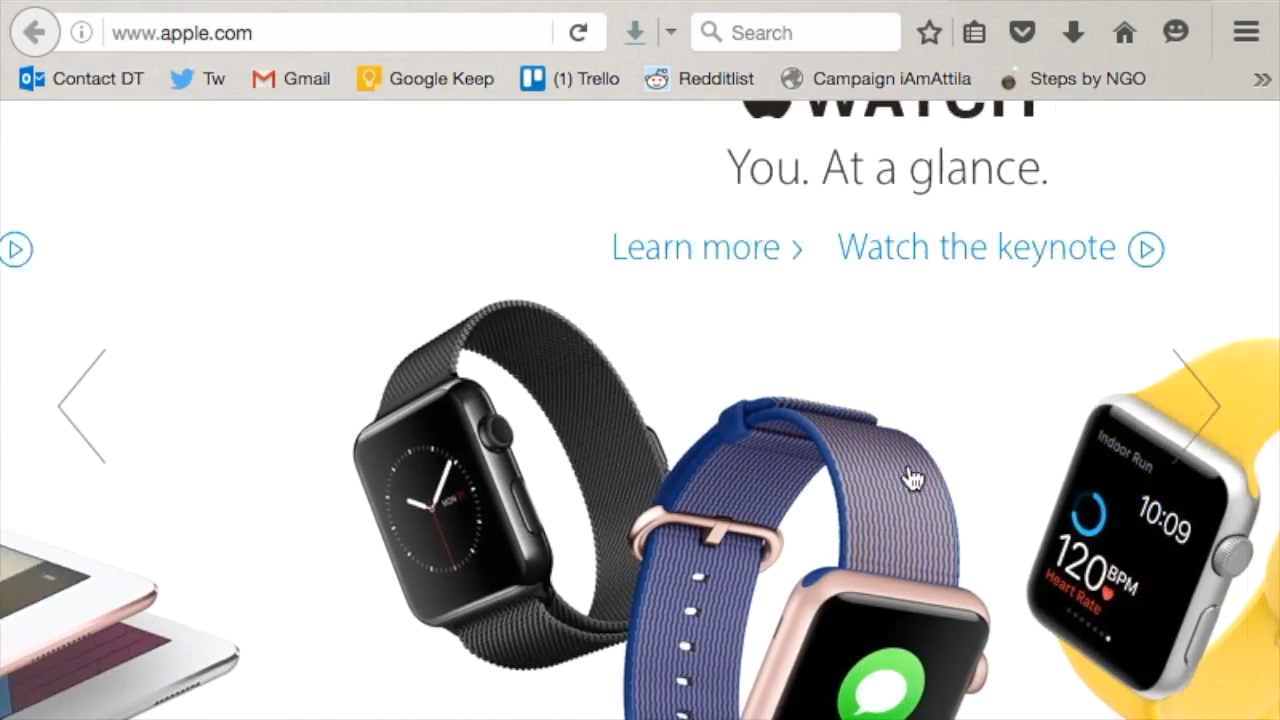 www.apple.com
Search
Contact DT
Tw
Gmail
Google Keep
(1) Trello
Redditlist
Campaign iAmAttila
Steps by NGO
WATCH
You. At a glance.
Learn more >
Watch the keynote
Indoor Run
10:09
120BPM
Heart Rate